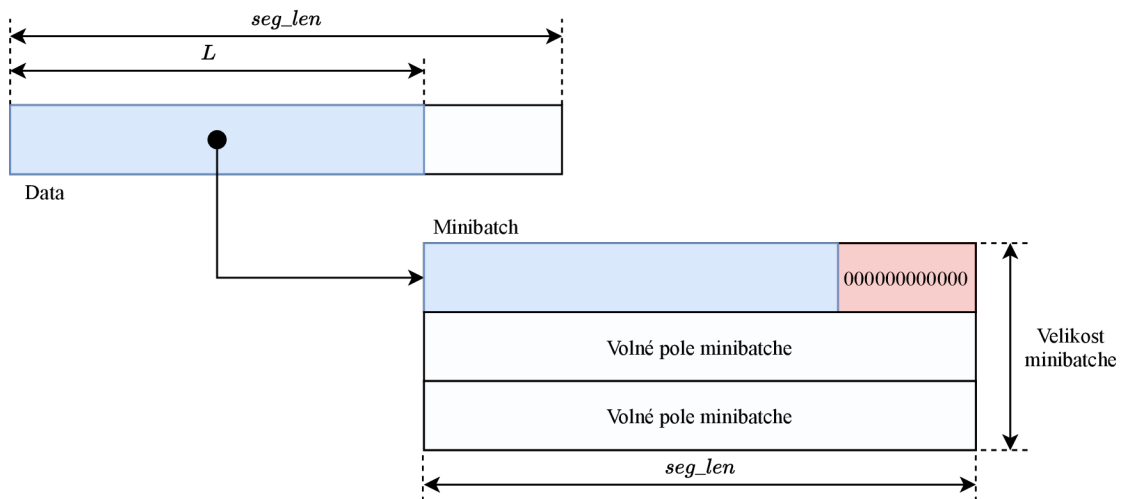 seg_len
L
Data
Minibatch
000000000000
Volné pole minibatche
Velikost
minibatche
Volné pole minibatche
seg_len